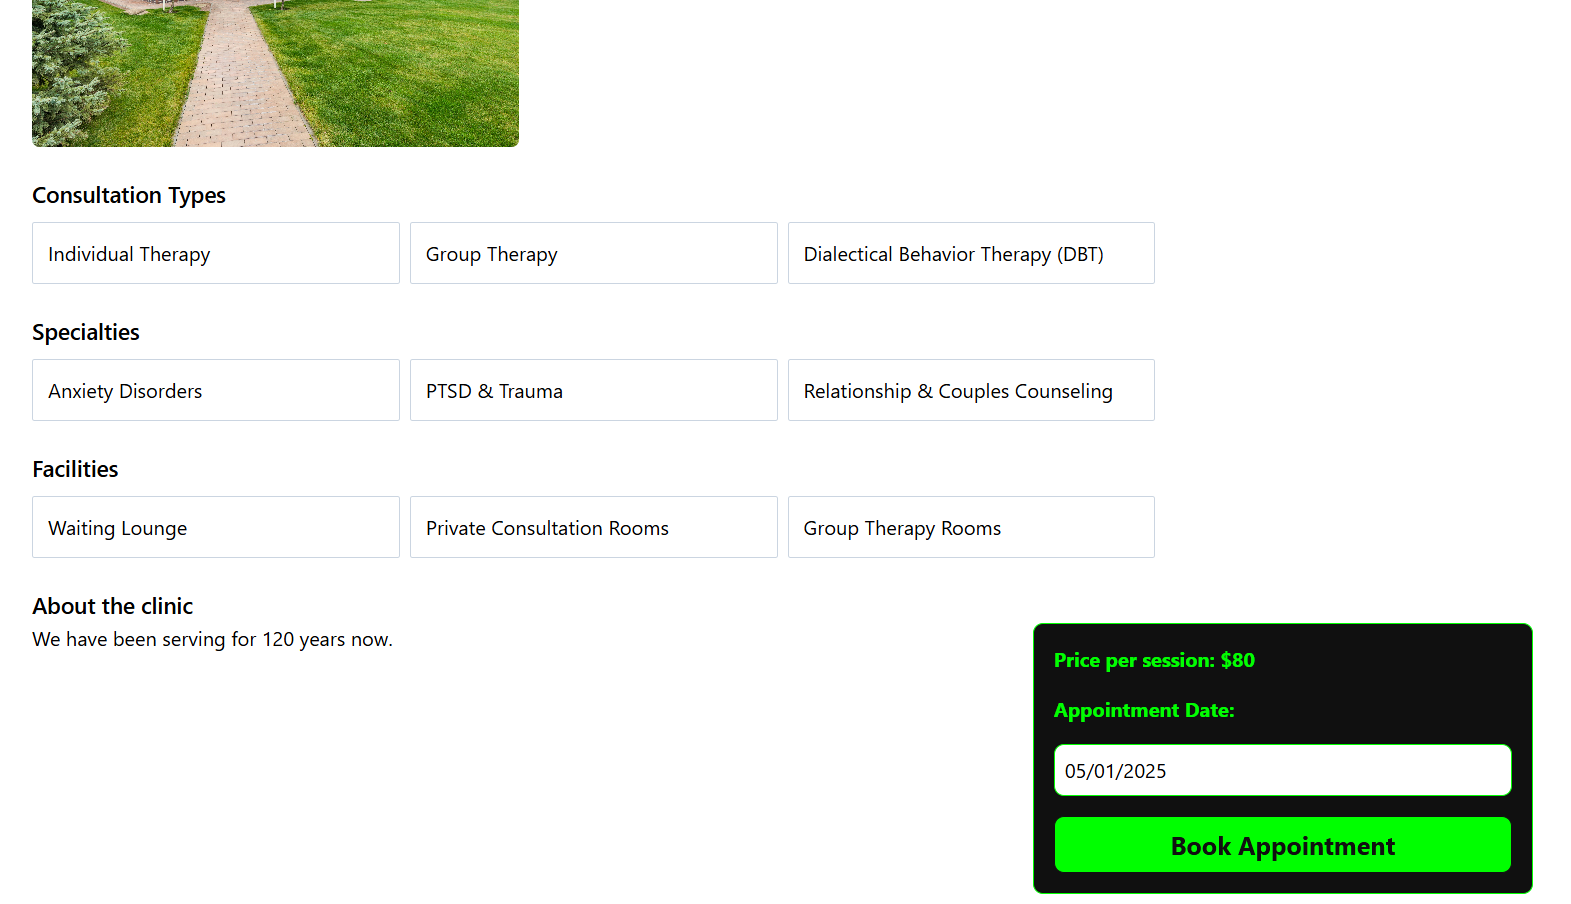 Consultation Types
Individual Therapy
Group Therapy
Dialectical Behavior Therapy (DBT)
Specialties
Anxiety Disorders
PTSD & Trauma
Relationship & Couples Counseling
Facilities
Waiting Lounge
Private Consultation Rooms
Group Therapy Rooms
About the clinic
We have been serving for 120 years now.
Price per session: $80
Appointment Date:
05/01/2025
Book Appointment